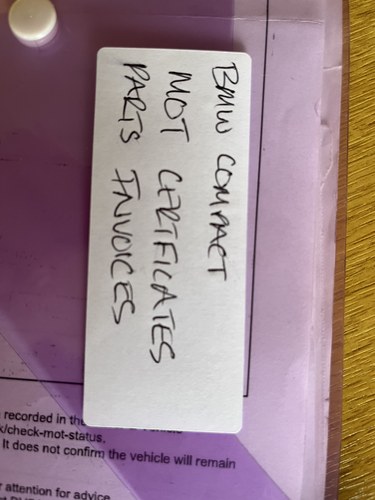 BMW COMPACT
MOT CERTIFICATES
PARTS INVOICES
recorded in the
k/check-mot-status.
It does not confirm the vehicle will remain
attention for advice